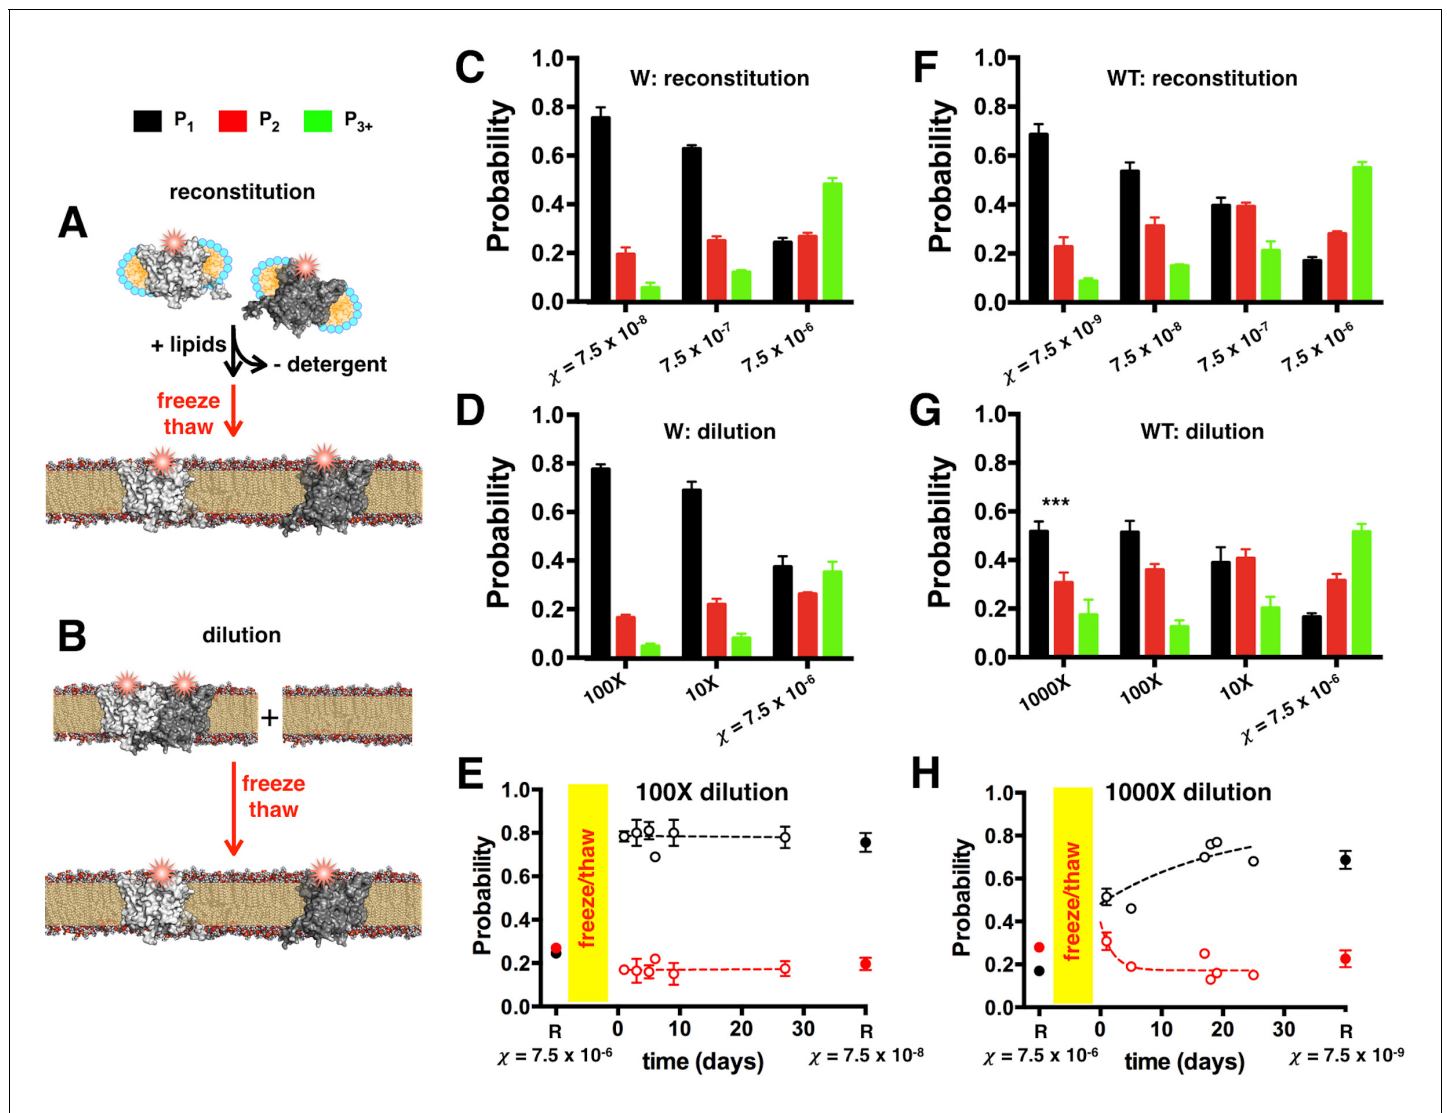 P1 P2 P3+
A
reconstitution
+ lipids
- detergent
freeze
thaw
B
dilution
+
freeze
thaw
C
W: reconstitution
Probability
1.0
0.8
0.6
0.4
0.2
0.0
χ = 7.5 x 10-8 7.5 x 10-7 7.5 x 10-6
D
W: dilution
Probability
1.0
0.8
0.6
0.4
0.2
0.0
100X 10X χ = 7.5 x 10-6
E
100X dilution
Probability
1.0
0.8
0.6
0.4
0.2
0.0
freeze/thaw
R 0 10 20 30 R
χ = 7.5 x 10-6 time (days) χ = 7.5 x 10-8
F
WT: reconstitution
Probability
1.0
0.8
0.6
0.4
0.2
0.0
χ = 7.5 x 10-9 7.5 x 10-8 7.5 x 10-7 7.5 x 10-6
G
WT: dilution
Probability
1.0
0.8
0.6
0.4
0.2
0.0
***
1000X 100X 10X χ = 7.5 x 10-6
H
1000X dilution
Probability
1.0
0.8
0.6
0.4
0.2
0.0
freeze/thaw
R 0 10 20 30 R
χ = 7.5 x 10-6 time (days) χ = 7.5 x 10-9